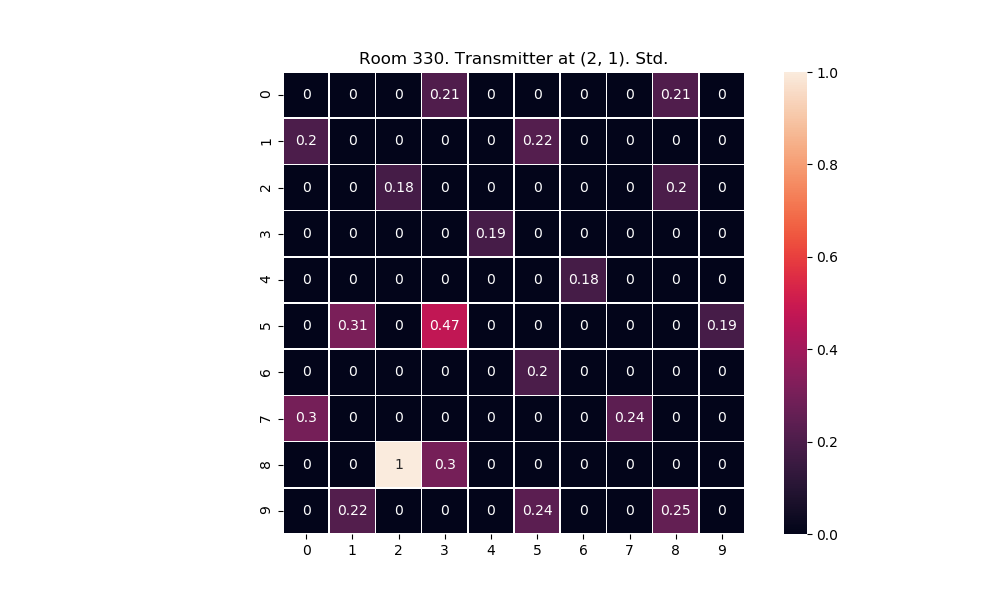 Room 330. Transmitter at (2, 1). Std.
0 0 0 0 0.21 0 0 0 0 0.21 0
1 0.2 0 0 0 0 0.22 0 0 0 0
2 0 0 0.18 0 0 0 0 0 0.2 0
3 0 0 0 0 0.19 0 0 0 0 0
4 0 0 0 0 0 0 0.18 0 0 0
5 0 0.31 0 0.47 0 0 0 0 0 0.19
6 0 0 0 0 0 0.2 0 0 0 0
7 0.3 0 0 0 0 0 0 0.24 0 0
8 0 0 1 0.3 0 0 0 0 0 0
9 0 0.22 0 0 0 0.24 0 0 0.25 0
0 1 2 3 4 5 6 7 8 9
1.0
0.8
0.6
0.4
0.2
0.0